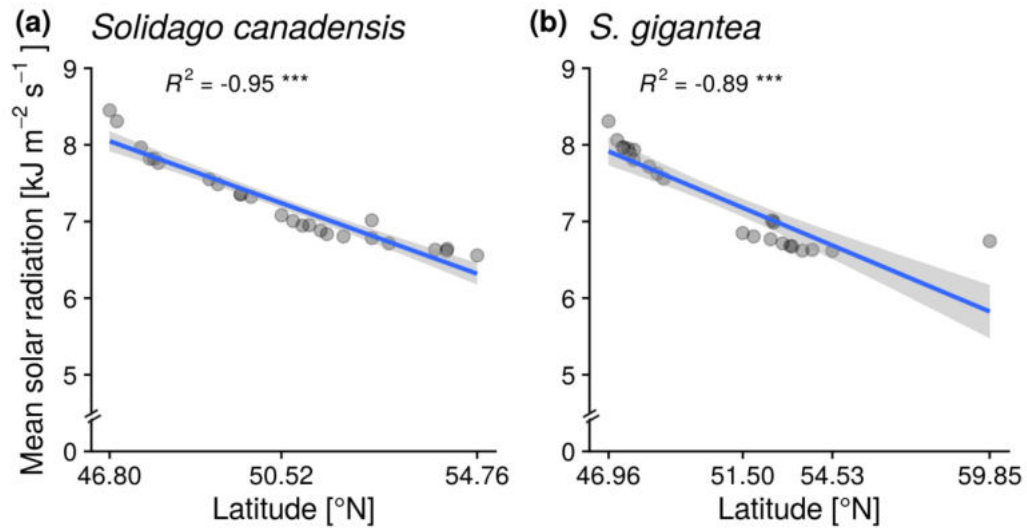 (a) Solidago canadensis
(b) S. gigantea
Mean solar radiation [kJ m⁻² s⁻¹]
R² = -0.95 ***
9
8
7
6
5
0
46.80 50.52 54.76
Latitude [°N]
R² = -0.89 ***
9
8
7
6
5
0
46.96 51.50 54.53 59.85
Latitude [°N]